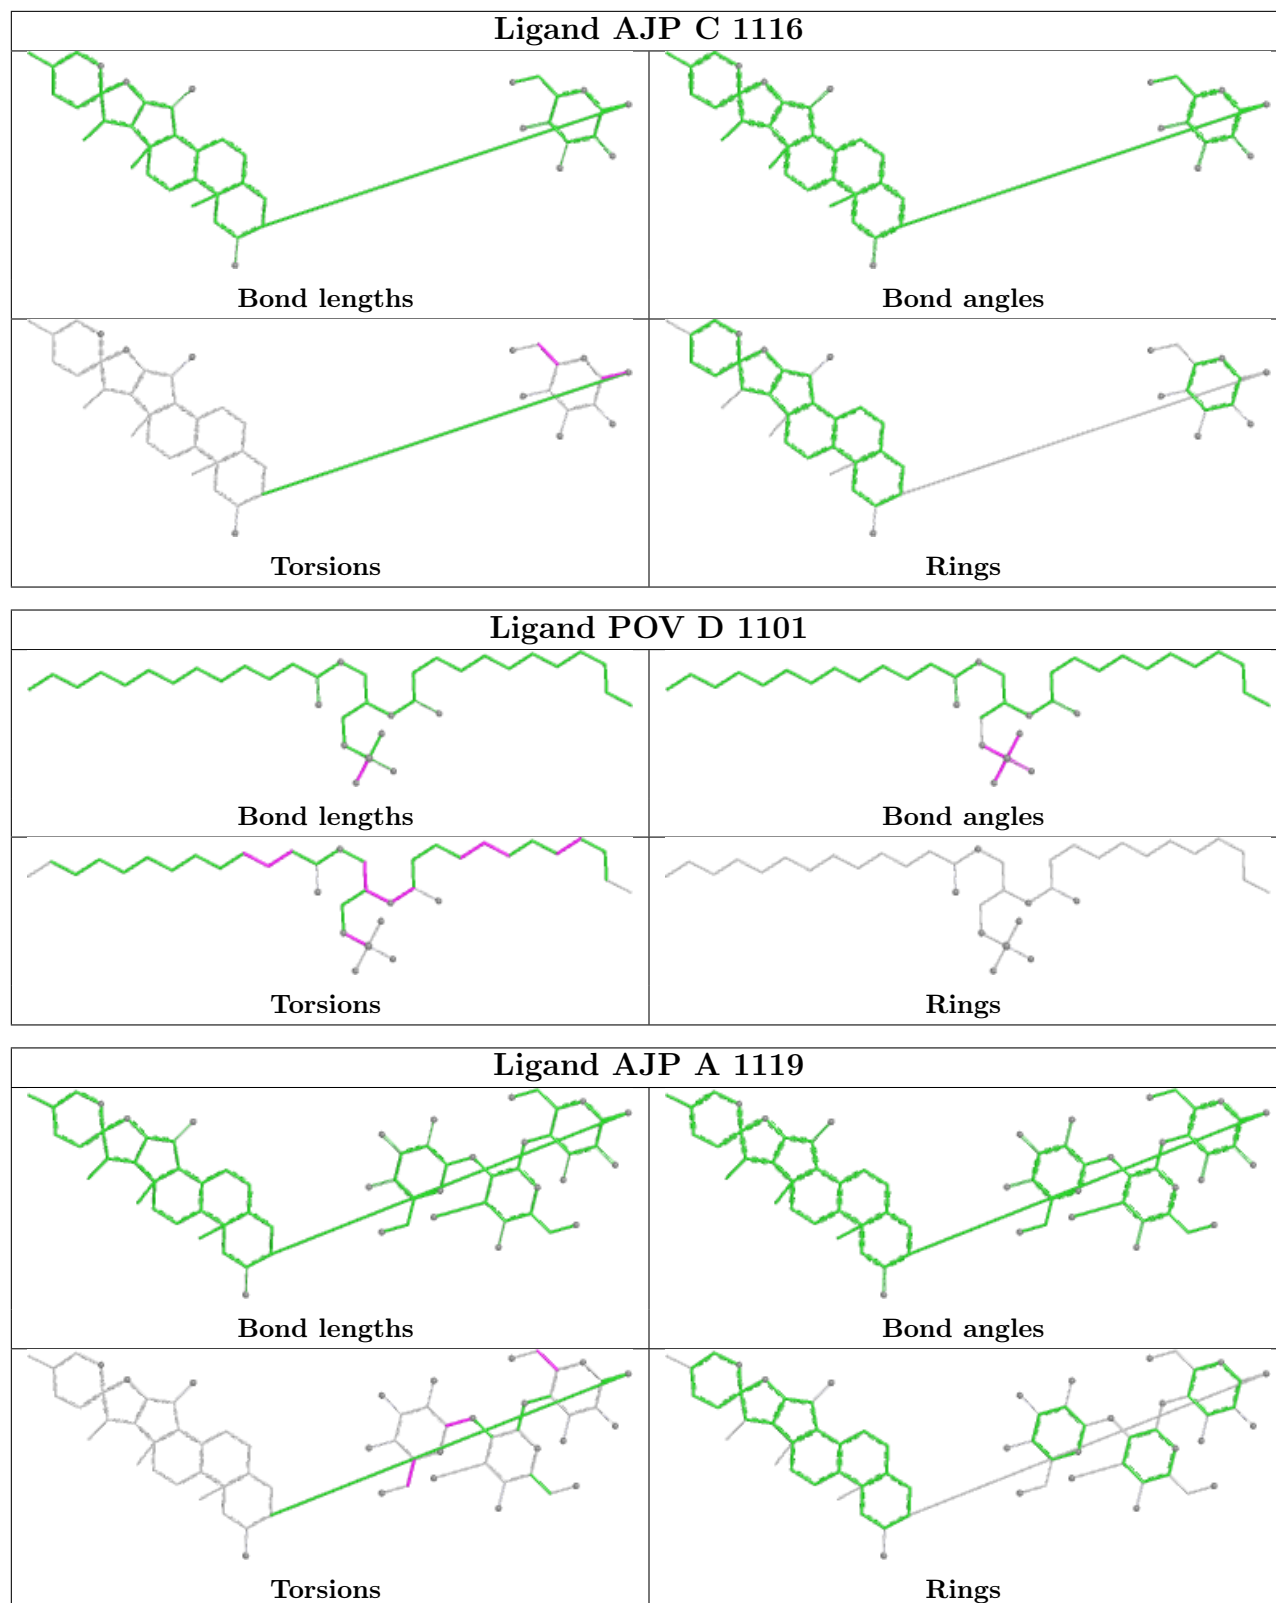 Ligand AJP C 1116
Bond lengths
Bond angles
Torsions
Rings
Ligand POV D 1101
Bond lengths
Bond angles
Torsions
Rings
Ligand AJP A 1119
Bond lengths
Bond angles
Torsions
Rings